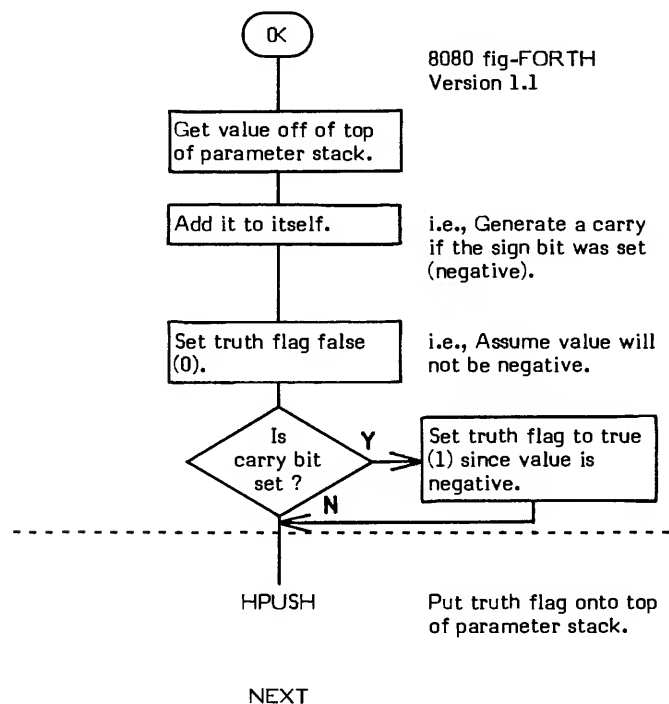 0<
8080 fig-FORTH
Version 1.1
Get value off of top
of parameter stack.
Add it to itself.
i.e., Generate a carry
if the sign bit was set
(negative).
Set truth flag false
(0).
i.e., Assume value will
not be negative.
Is
carry bit
set ?
Y
N
Set truth flag to true
(1) since value is
negative.
HPUSH
Put truth flag onto top
of parameter stack.
NEXT